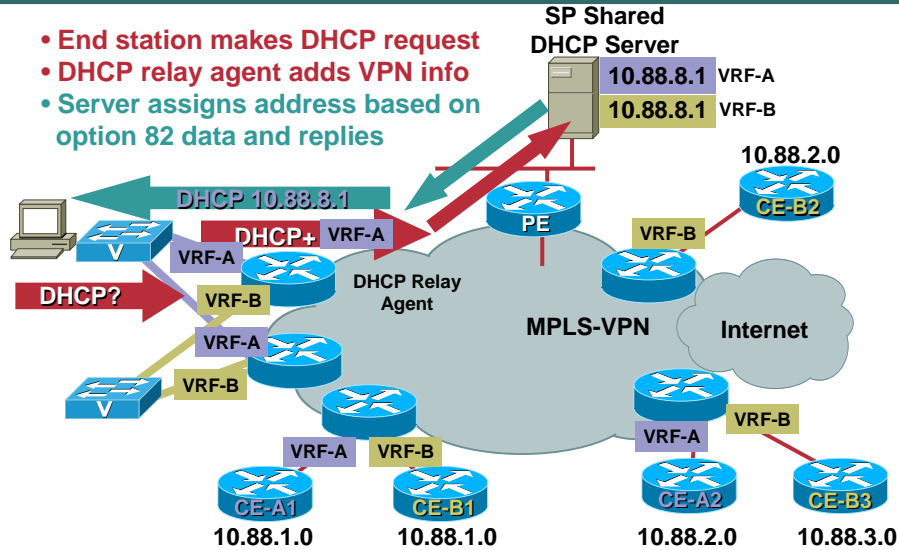 SP Shared
DHCP Server
• End station makes DHCP request
• DHCP relay agent adds VPN info
• Server assigns address based on
option 82 data and replies
10.88.8.1 VRF-A
10.88.8.1 VRF-B
10.88.2.0
CE-B2
DHCP 10.88.8.1
PE
VRF-B
DHCP+ VRF-A
V
VRF-A
DHCP Relay
Agent
DHCP?
VRF-B
MPLS-VPN
Internet
VRF-A
VRF-B
V
VRF-A
VRF-B
VRF-A
VRF-B
CE-A1
CE-B1
CE-A2
CE-B3
10.88.1.0
10.88.1.0
10.88.2.0
10.88.3.0